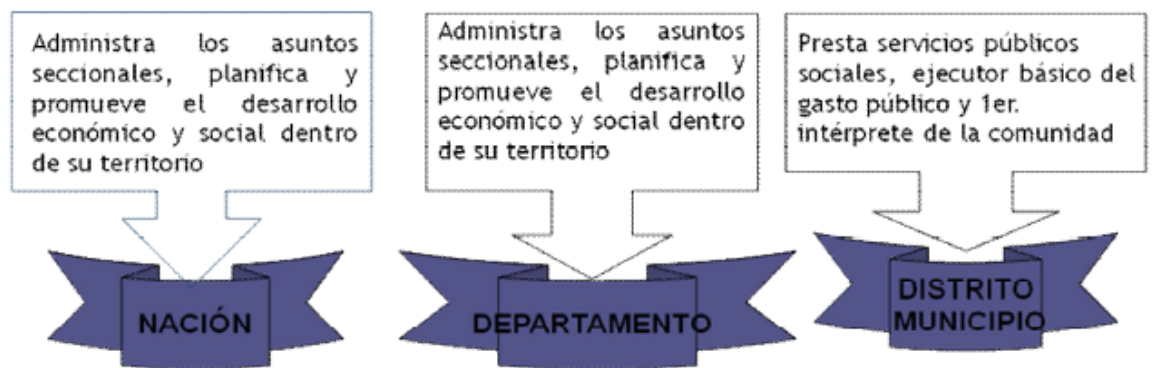 Administra los asuntos
seccionales, planifica y
promueve el desarrollo
económico y social dentro
de su territorio
NACIÓN
Administra los asuntos
seccionales, planifica y
promueve el desarrollo
económico y social dentro
de su territorio
DEPARTAMENTO
Presta servicios públicos
sociales, ejecutor básico del
gasto público y 1er.
intérprete de la comunidad
DISTRITO
MUNICIPIO